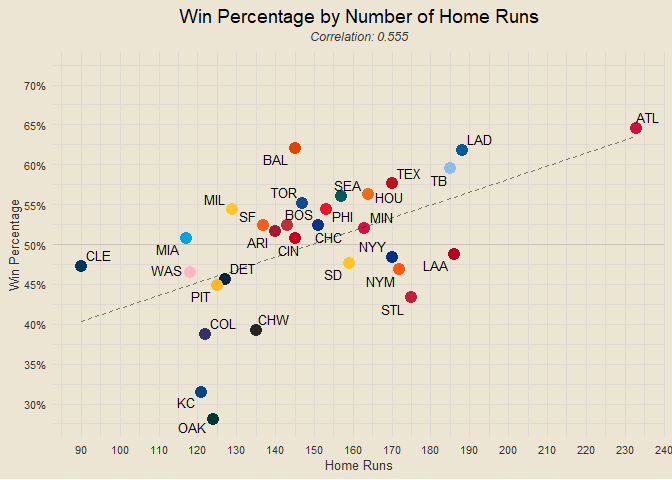 Win Percentage by Number of Home Runs
Correlation: 0.555
70%
65%
60%
55%
50%
45%
40%
35%
30%
Win Percentage
ATL
LAD
BAL
TB
TEX
SEA
HOU
TOR
MIL
SF
BOS
PHI
MIN
ARI
CIN
CHC
MIA
NYY
CLE
LAA
SD
WAS
DET
NYM
PIT
STL
COL
CHW
KC
OAK
90 100 110 120 130 140 150 160 170 180 190 200 210 220 230 240
Home Runs